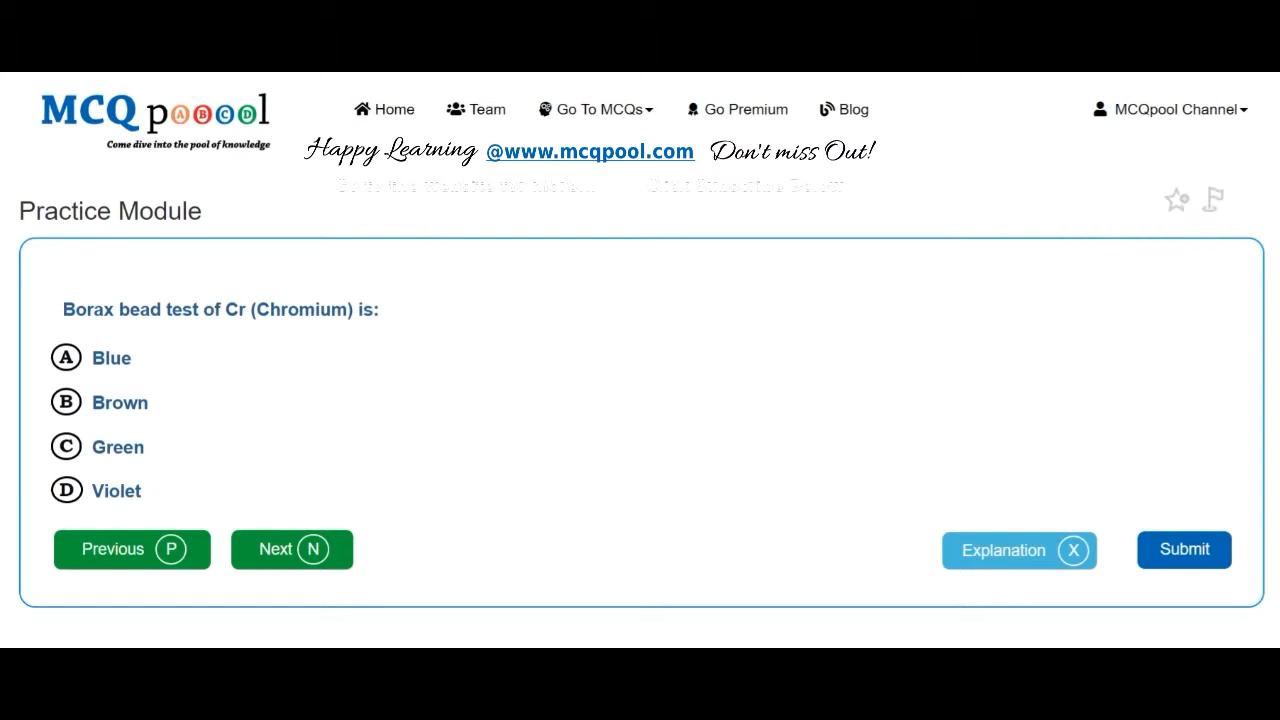 MCQ pooool
Come dive into the pool of knowledge
Home Team Go To MCQs Go Premium Blog MCQpool Channel
Happy Learning @www.mcqpool.com Don't miss Out!
Practice Module
Borax bead test of Cr (Chromium) is:
A Blue
B Brown
C Green
D Violet
Previous P Next N Explanation X Submit